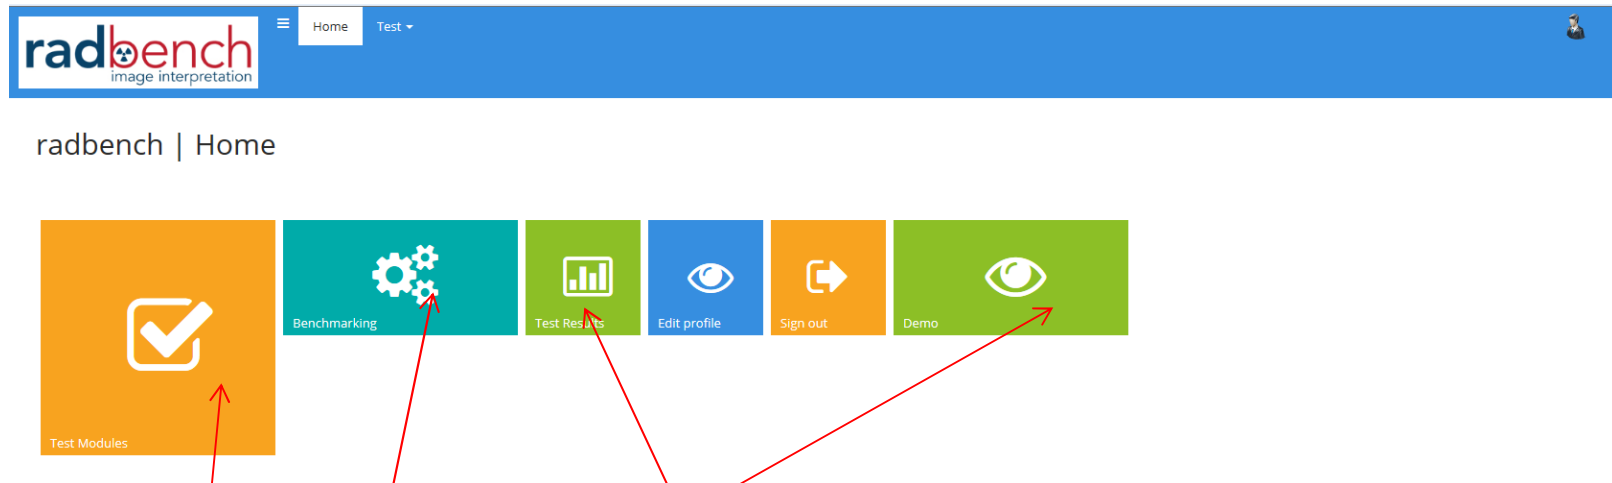 radbench
image interpretation
Home
Test
radbench | Home
Test Modules
Benchmarking
Test Results
Edit profile
Sign out
Demo